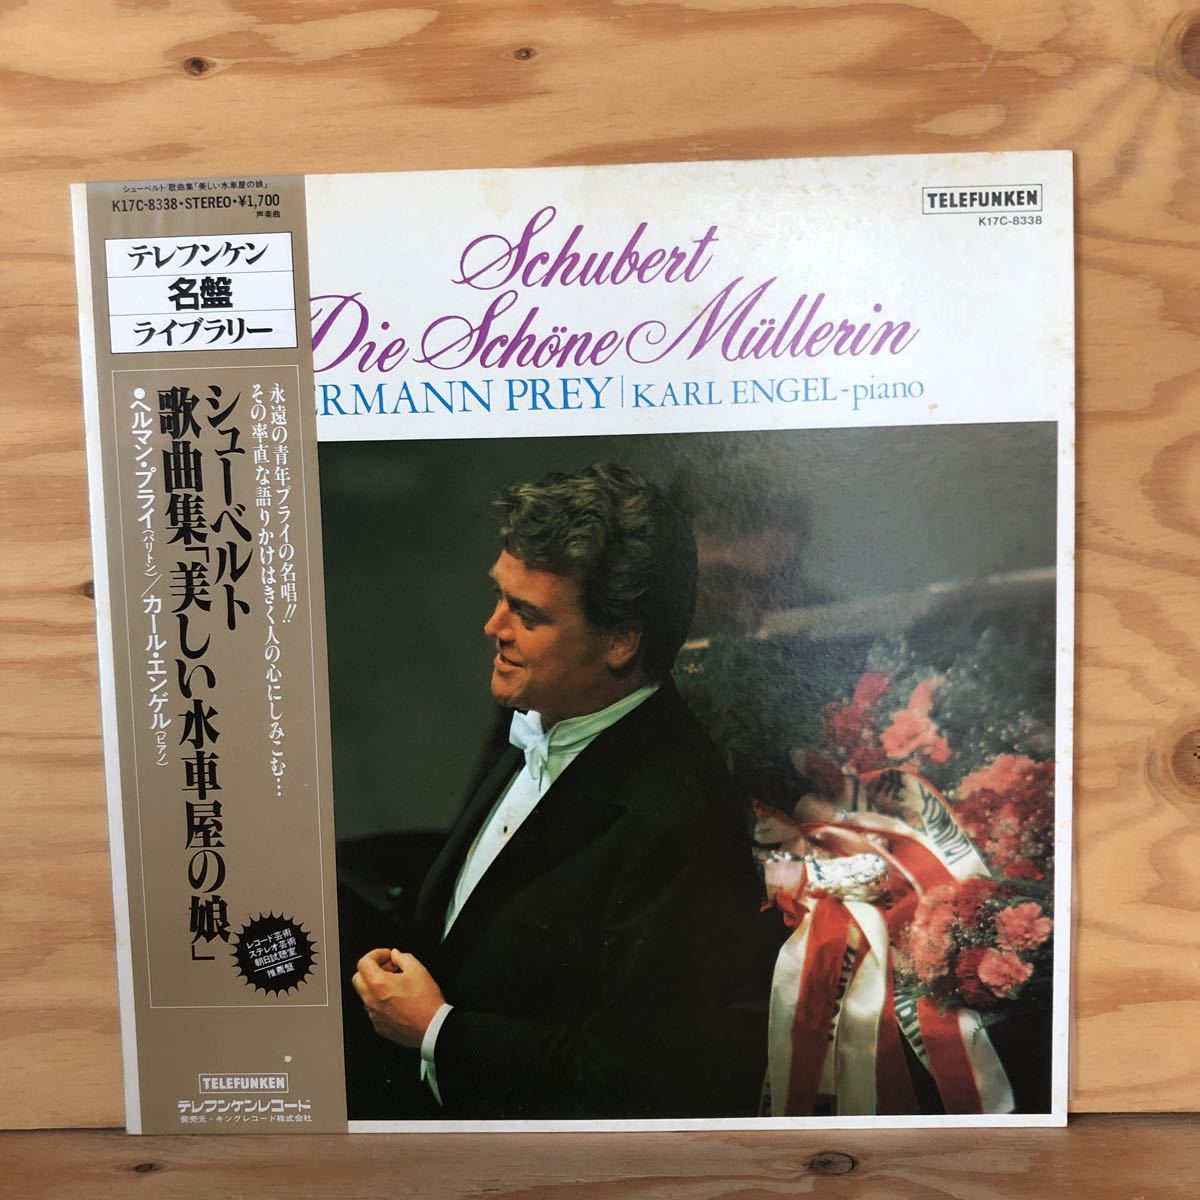 シューベルト/歌曲集「美しい水車屋の娘」
K17C-8338・STEREO・¥1,700
声楽曲
テレフンケン
名盤
ライブラリー
永遠の青年プライの名唱!!
その率直な語りかけはきく人の心にしみこむ…
シューベルト
歌曲集「美しい水車屋の娘」
●ヘルマン・プライ(バリトン)/カール・エンゲル(ピアノ)
レコード芸術
ステレオ芸術
朝日試聴室
推薦盤
TELEFUNKEN
テレフンケンレコード
発売元・キングレコード株式会社
TELEFUNKEN
K17C-8338
Schubert
Die Schöne Müllerin
ERMANN PREY | KARL ENGEL-piano